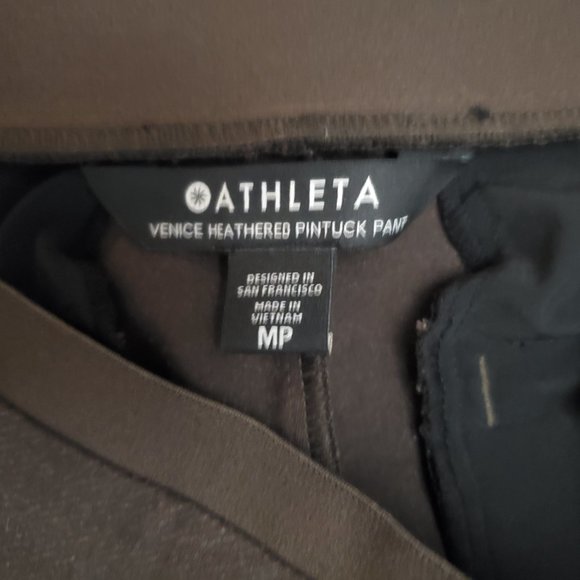 ATHLETA
VENICE HEATHERED PINTUCK PANT
DESIGNED IN
SAN FRANCISCO
MADE IN
VIETNAM
MP